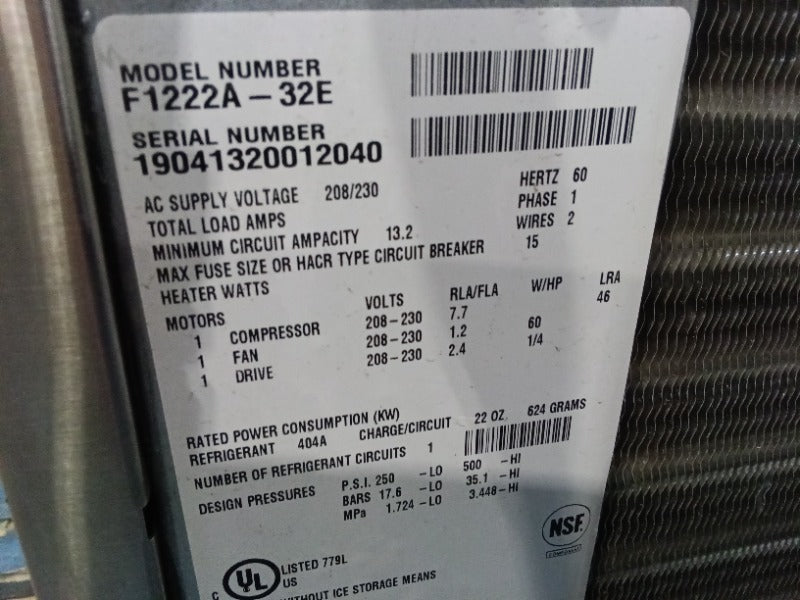 MODEL NUMBER
F1222A-32E
SERIAL NUMBER
19041320012040
AC SUPPLY VOLTAGE 208/230 HERTZ 60
TOTAL LOAD AMPS PHASE 1
MINIMUM CIRCUIT AMPACITY 13.2 WIRES 2
MAX FUSE SIZE OR HACR TYPE CIRCUIT BREAKER 15
HEATER WATTS
MOTORS VOLTS RLA/FLA W/HP LRA
1 COMPRESSOR 208-230 7.7 46
1 FAN 208-230 1.2 60
1 DRIVE 208-230 2.4 1/4
RATED POWER CONSUMPTION (KW)
REFRIGERANT 404A CHARGE/CIRCUIT 22 OZ. 624 GRAMS
NUMBER OF REFRIGERANT CIRCUITS 1
DESIGN PRESSURES P.S.I. 250 -LO 500 -HI
BARS 17.6 -LO 35.1 -HI
MPa 1.724 -LO 3.448-HI
NSF
C UL US LISTED 779L
WITHOUT ICE STORAGE MEANS